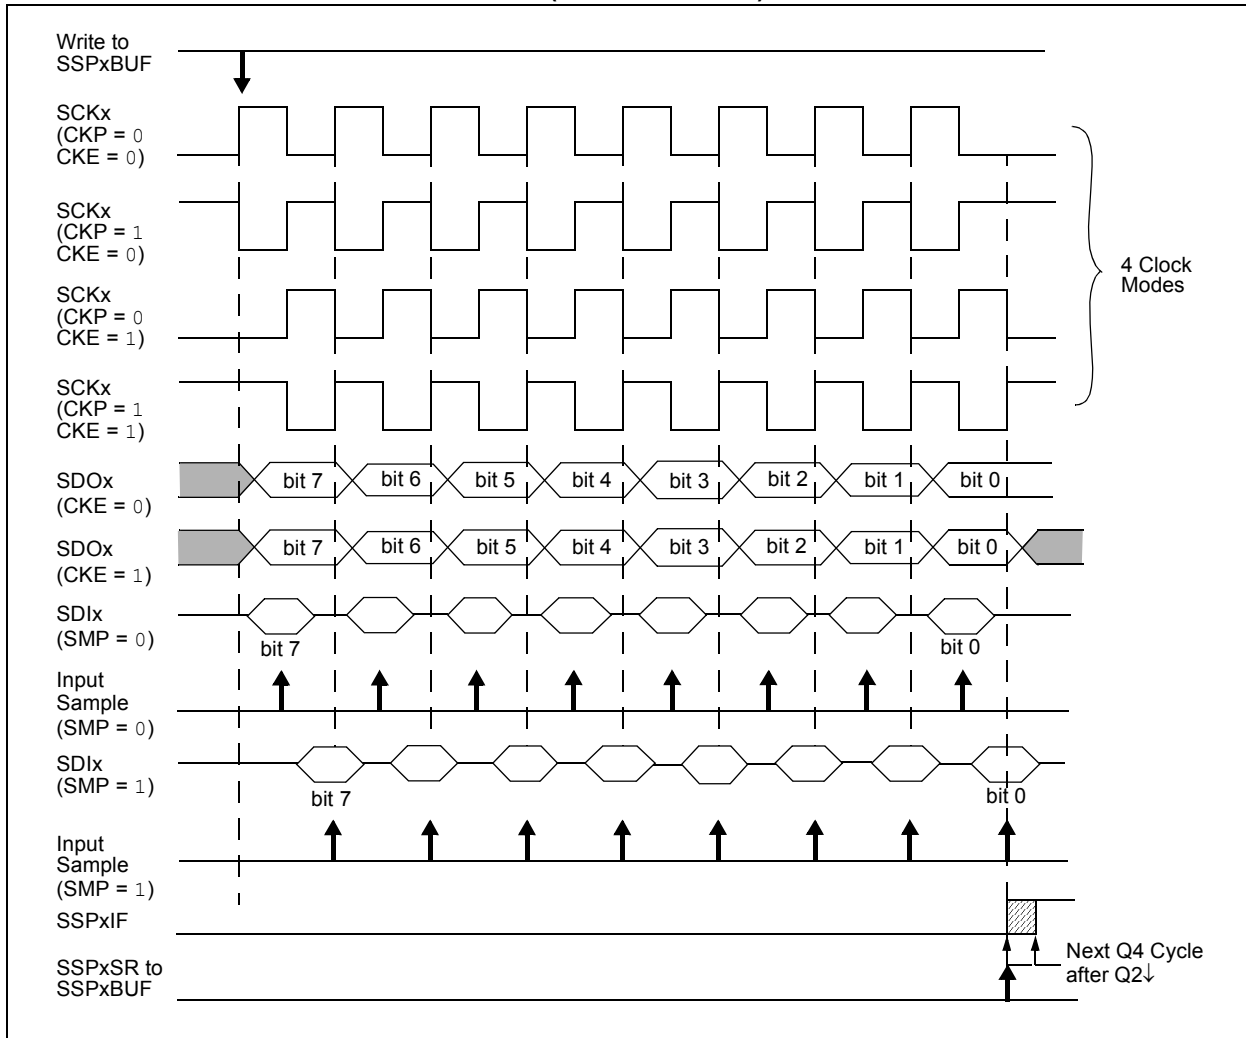 Write to
SSPxBUF
SCKx
(CKP = 0
CKE = 0)
SCKx
(CKP = 1
CKE = 0)
SCKx
(CKP = 0
CKE = 1)
SCKx
(CKP = 1
CKE = 1)
4 Clock
Modes
SDOx
(CKE = 0)
bit 7 bit 6 bit 5 bit 4 bit 3 bit 2 bit 1 bit 0
SDOx
(CKE = 1)
bit 7 bit 6 bit 5 bit 4 bit 3 bit 2 bit 1 bit 0
SDIx
(SMP = 0)
bit 7 bit 0
Input
Sample
(SMP = 0)
SDIx
(SMP = 1)
bit 7 bit 0
Input
Sample
(SMP = 1)
SSPxIF
Next Q4 Cycle
after Q2↓
SSPxSR to
SSPxBUF